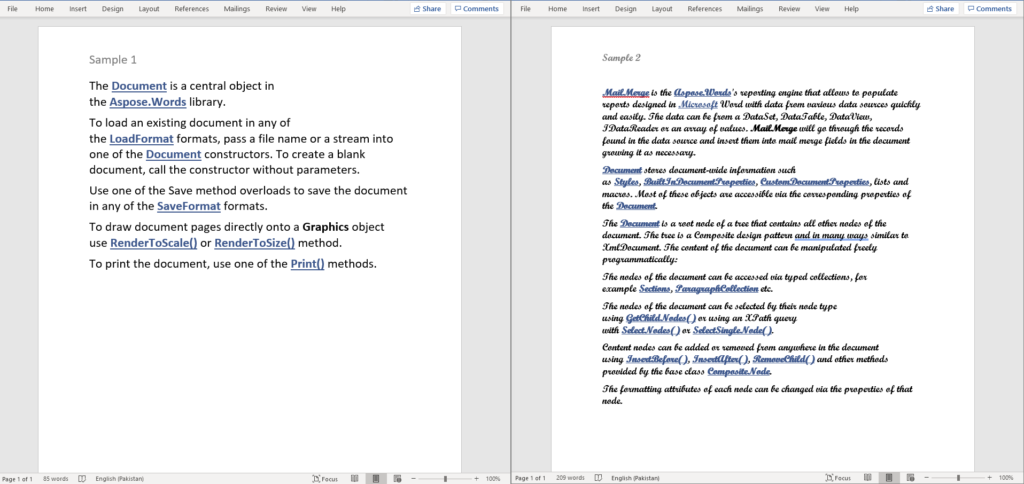 File Home Insert Design Layout References Mailings Review View Help Share Comments
Sample 1
The Document is a central object in
the Aspose.Words library.
To load an existing document in any of
the LoadFormat formats, pass a file name or a stream into
one of the Document constructors. To create a blank
document, call the constructor without parameters.
Use one of the Save method overloads to save the document
in any of the SaveFormat formats.
To draw document pages directly onto a Graphics object
use RenderToScale() or RenderToSize() method.
To print the document, use one of the Print() methods.
Page 1 of 1 85 words English (Pakistan) Focus 100%
File Home Insert Design Layout References Mailings Review View Help Share Comments
Sample 2
MailMerge is the Aspose.Words's reporting engine that allows to populate
reports designed in Microsoft Word with data from various data sources quickly
and easily. The data can be from a DataSet, DataTable, DataView,
IDataReader or an array of values. MailMerge will go through the records
found in the data source and insert them into mail merge fields in the document
growing it as necessary.
Document stores document-wide information such
as Styles, BuiltInDocumentProperties, CustomDocumentProperties, lists and
macros. Most of these objects are accessible via the corresponding properties of
the Document.
The Document is a root node of a tree that contains all other nodes of the
document. The tree is a Composite design pattern and in many ways similar to
XmlDocument. The content of the document can be manipulated freely
programmatically:
The nodes of the document can be accessed via typed collections, for
example Sections, ParagraphCollection etc.
The nodes of the document can be selected by their node type
using GetChildNodes() or using an XPath query
with SelectNodes() or SelectSingleNode().
Content nodes can be added or removed from anywhere in the document
using InsertBefore(), InsertAfter(), RemoveChild() and other methods
provided by the base class CompositeNode.
The formatting attributes of each node can be changed via the properties of that
node.
Page 1 of 1 209 words English (Pakistan) Focus 100%